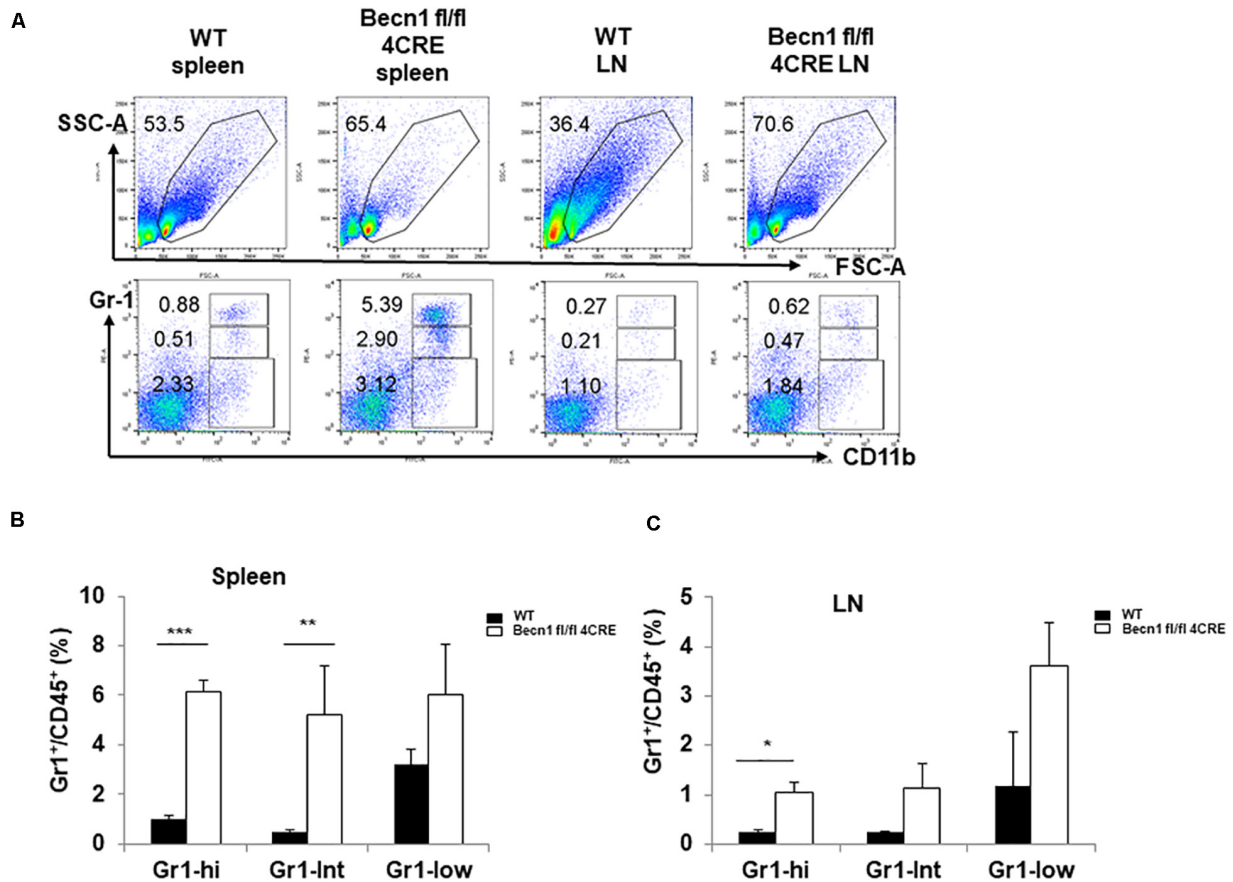 A
WT
spleen
Becn1 fl/fl
4CRE
spleen
WT
LN
Becn1 fl/fl
4CRE LN
SSC-A
53.5
65.4
36.4
70.6
FSC-A
Gr-1
0.88
0.51
2.33
5.39
2.90
3.12
0.27
0.21
1.10
0.62
0.47
1.84
CD11b
B
Spleen
Gr1+/CD45+ (%)
10
8
6
4
2
0
***
**
WT
Becn1 fl/fl 4CRE
Gr1-hi
Gr1-Int
Gr1-low
C
LN
Gr1+/CD45+ (%)
5
4
3
2
1
0
*
WT
Becn1 fl/fl 4CRE
Gr1-hi
Gr1-Int
Gr1-low